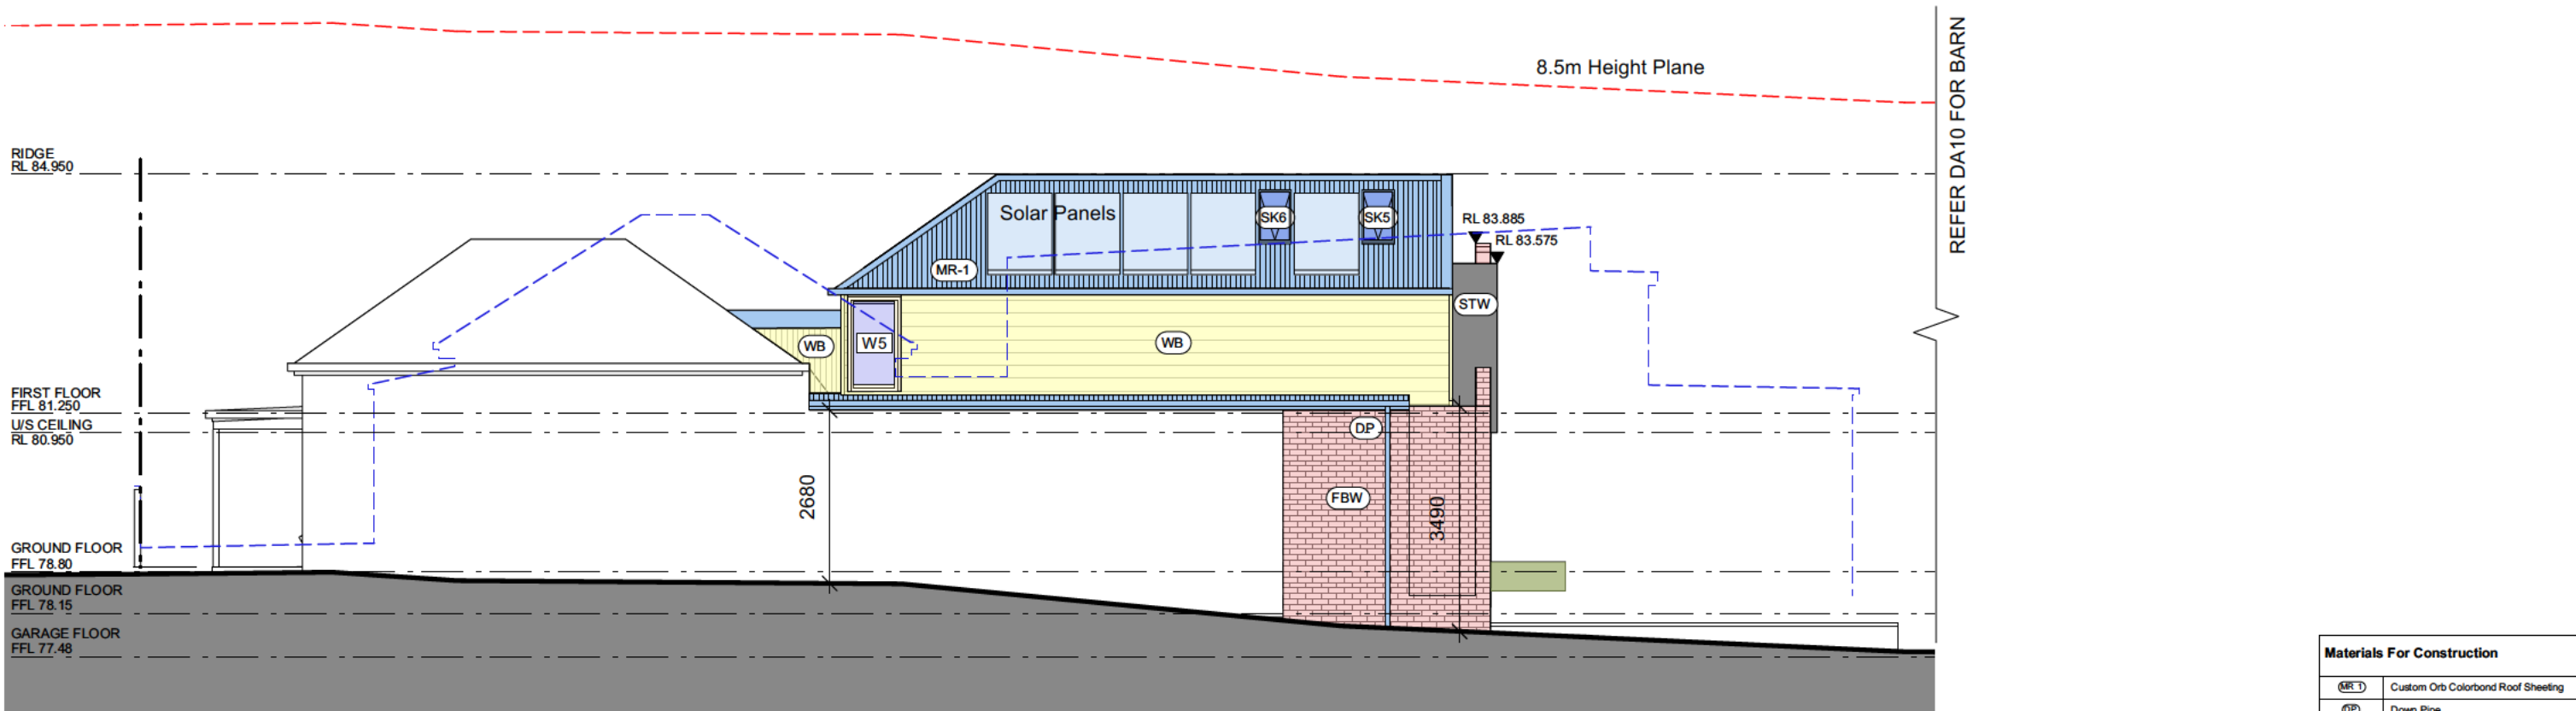 8.5m Height Plane
REFER DA10 FOR BARN
RIDGE
RL 84.950
Solar Panels
SK6
SK5
RL 83.885
RL 83.575
MR-1
STW
WB
W5
WB
FIRST FLOOR
FFL 81.250
U/S CEILING
RL 80.950
DP
2680
FBW
3490
GROUND FLOOR
FFL 78.80
GROUND FLOOR
FFL 78.15
GARAGE FLOOR
FFL 77.48
Materials For Construction
MR 1 Custom Orb Colorbond Roof Sheeting
DP Down Pipe